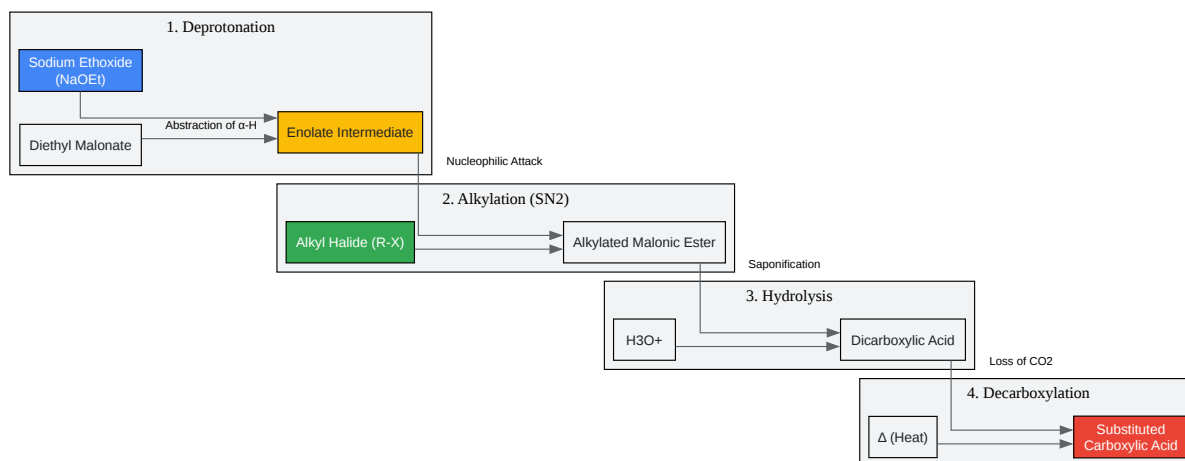 1. Deprotonation
Sodium Ethoxide
(NaOEt)
Abstraction of α-H
Enolate Intermediate
Diethyl Malonate
Nucleophilic Attack
2. Alkylation (SN2)
Alkyl Halide (R-X)
Alkylated Malonic Ester
Saponification
3. Hydrolysis
H3O+
Dicarboxylic Acid
Loss of CO2
4. Decarboxylation
Δ (Heat)
Substituted
Carboxylic Acid